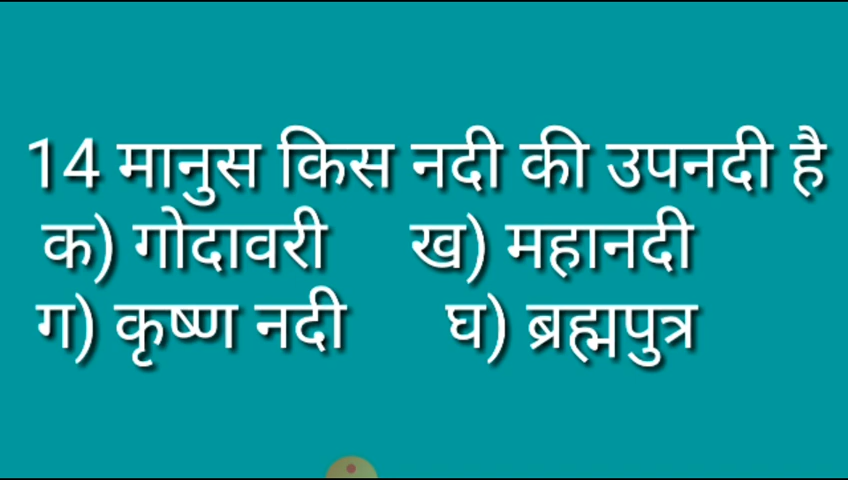 14 मानुस किस नदी की उपनदी है
क) गोदावरी ख) महानदी
ग) कृष्ण नदी घ) ब्रह्मपुत्र